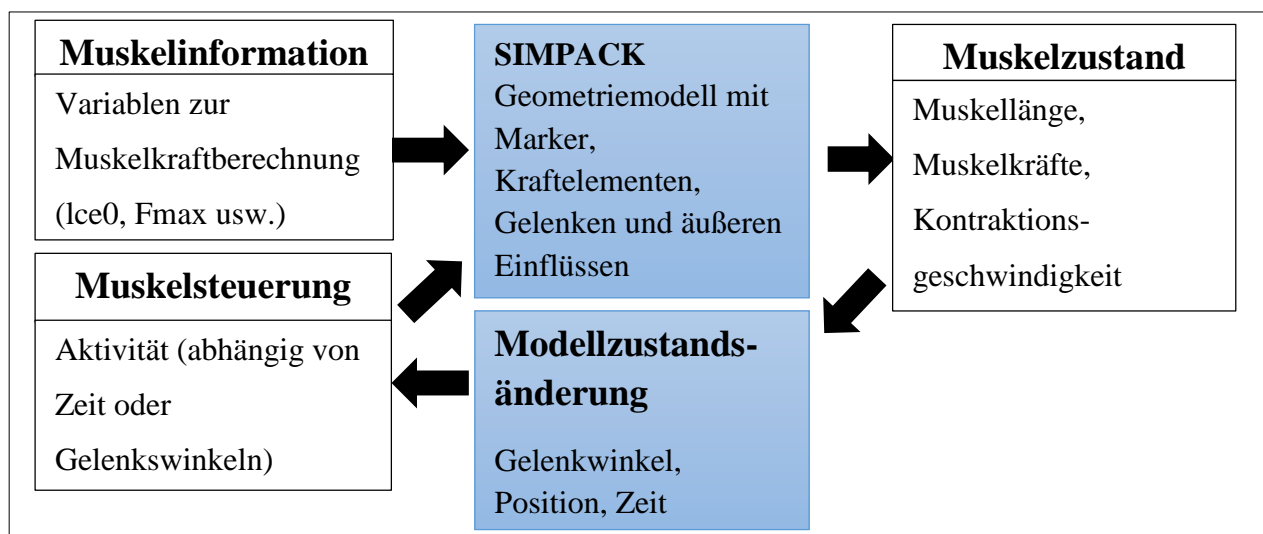 Muskelinformation
Variablen zur
Muskelkraftberechnung
(lce0, Fmax usw.)
SIMPACK
Geometriemodell mit
Marker,
Kraftelementen,
Gelenken und äußeren
Einflüssen
Muskelzustand
Muskellänge,
Muskelkräfte,
Kontraktions-
geschwindigkeit
Muskelsteuerung
Aktivität (abhängig von
Zeit oder
Gelenkswinkeln)
Modellzustands-
änderung
Gelenkwinkel,
Position, Zeit